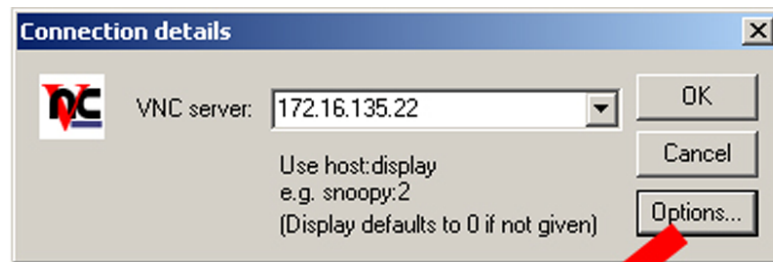 Connection details
VNC
VNC server:
172.16.135.22
OK
Use host:display
Cancel
e.g. snoopy:2
(Display defaults to 0 if not given)
Options...